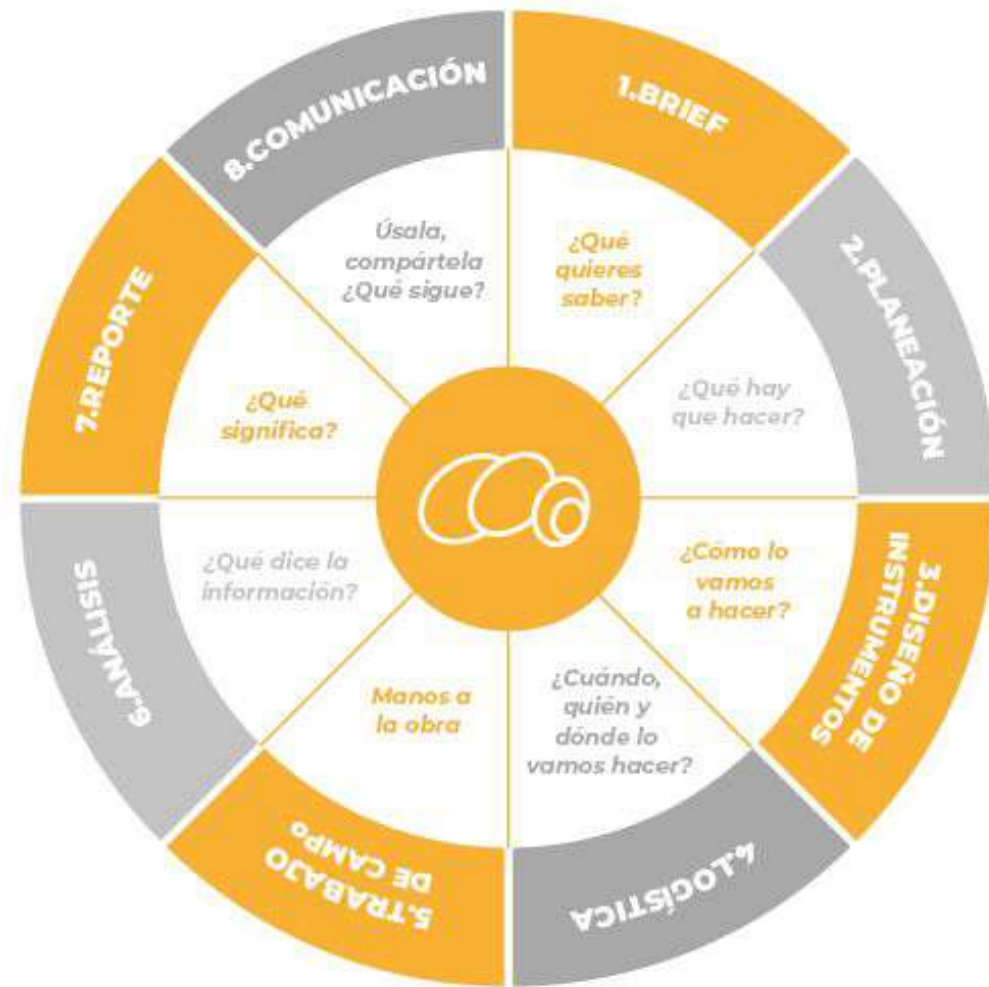 1.BRIEF
¿Qué
quieres
saber?
2.PLANEACIÓN
¿Qué hay
que hacer?
3.DISEÑO DE
INSTRUMENTOS
¿Cómo lo
vamos
a hacer?
4.LOGÍSTICA
¿Cuándo,
quién y
dónde lo
vamos hacer?
5.TRABAJO
DE CAMPo
Manos a
la obra
6.ANÁLISIS
¿Qué dice la
información?
7.REPORTE
¿Qué
significa?
8.COMUNICACIÓN
Úsala,
compártela
¿Qué sigue?